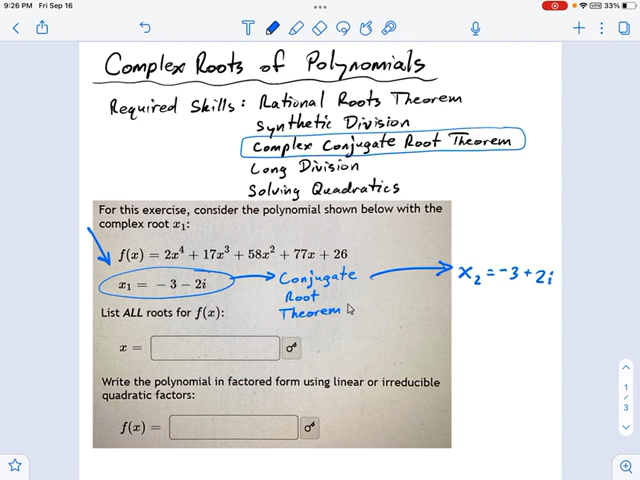 9:26 PM Fri Sep 16
VPN 33%
Complex Roots of Polynomials
Required Skills: Rational Roots Theorem
Synthetic Division
Complex Conjugate Root Theorem
Long Division
Solving Quadratics
For this exercise, consider the polynomial shown below with the
complex root x₁:
f(x) = 2x⁴ + 17x³ + 58x² + 77x + 26
x₁ = −3 − 2i
Conjugate
Root
Theorem
x₂ = −3 + 2i
List ALL roots for f(x):
x =
Write the polynomial in factored form using linear or irreducible
quadratic factors:
f(x) =
1
/
3